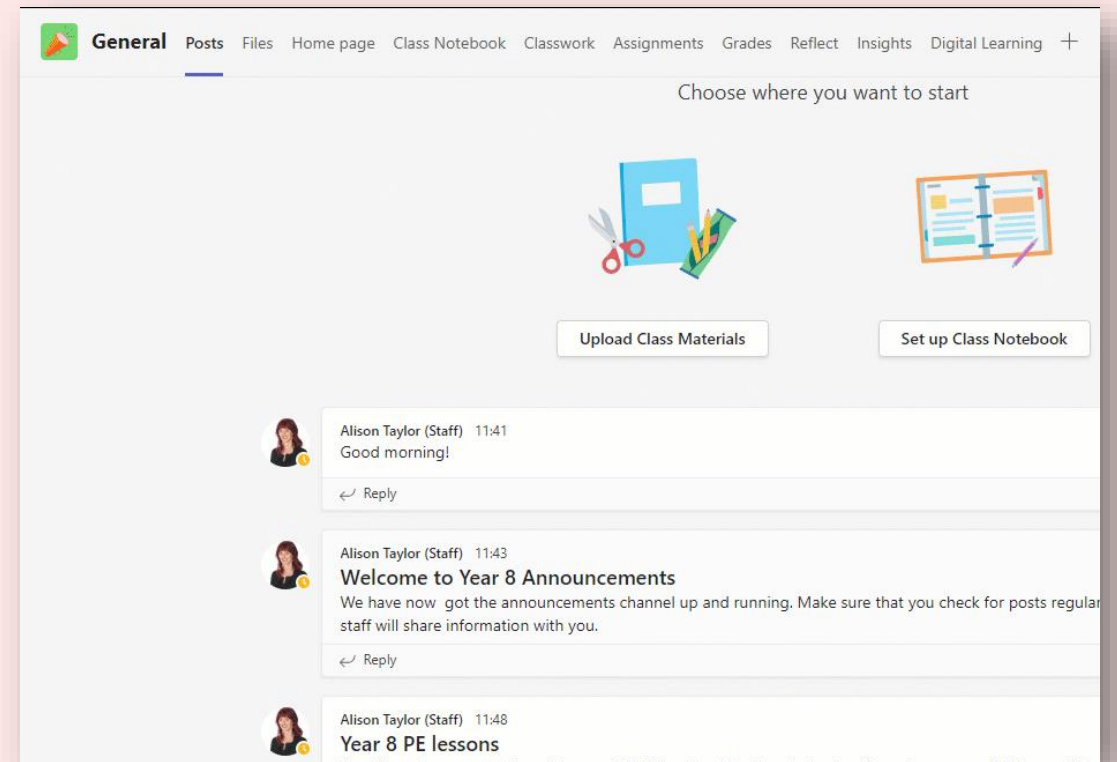 General Posts Files Home page Class Notebook Classwork Assignments Grades Reflect Insights Digital Learning +
Choose where you want to start
Upload Class Materials Set up Class Notebook
Alison Taylor (Staff) 11:41
Good morning!
Reply
Alison Taylor (Staff) 11:43
Welcome to Year 8 Announcements
We have now got the announcements channel up and running. Make sure that you check for posts regular
staff will share information with you.
Reply
Alison Taylor (Staff) 11:48
Year 8 PE lessons